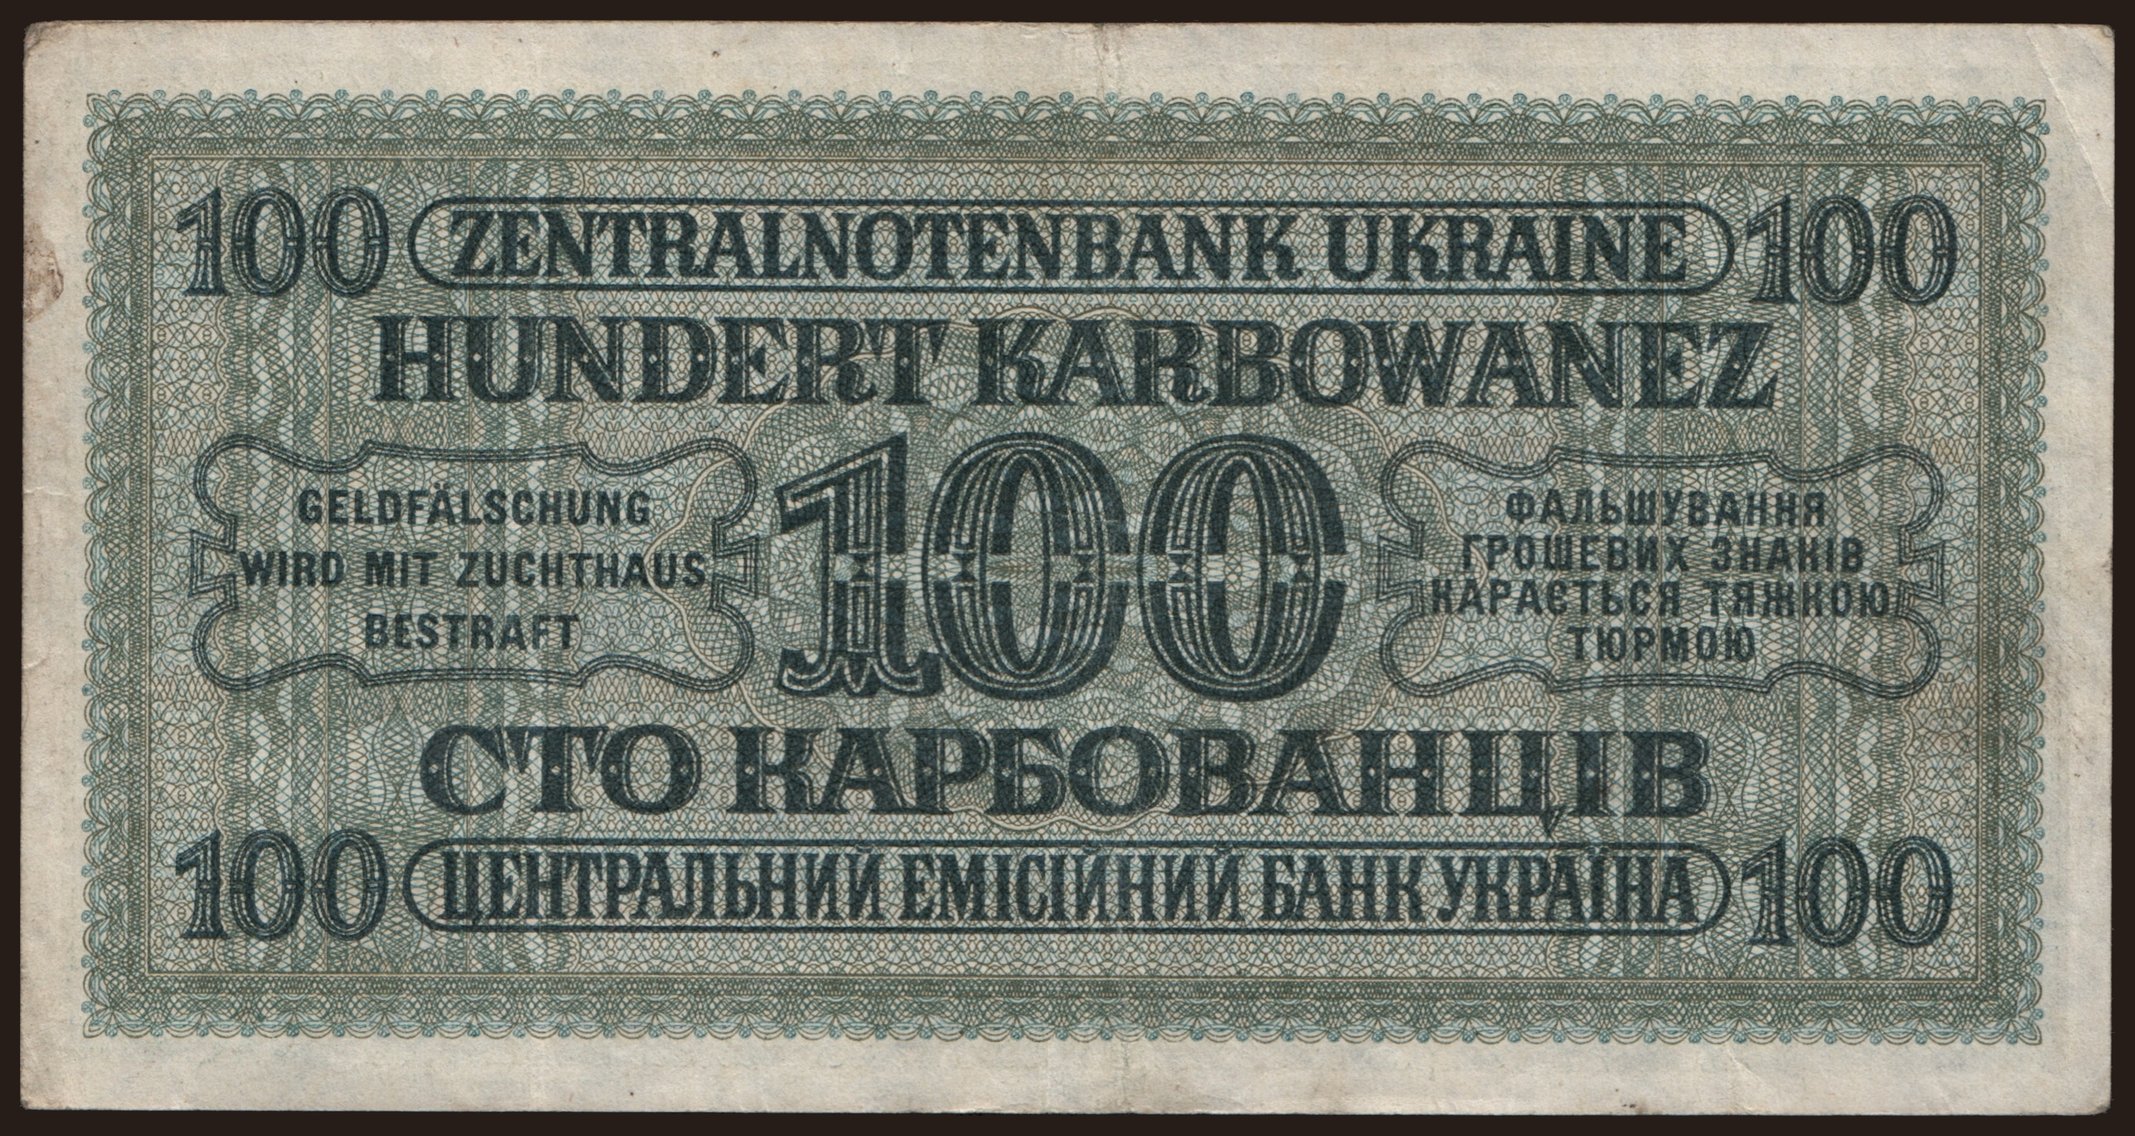 100 ZENTRALNOTENBANK UKRAINE 100
HUNDERT KARBOWANEZ
GELDFÄLSCHUNG
WIRD MIT ZUCHTHAUS
BESTRAFT
100
ФАЛЬШУВАННЯ
ГРОШЕВИХ ЗНАКІВ
КАРАЄТЬСЯ ТЯЖКОЮ
ТЮРМОЮ
СТО КАРБОВАНЦІВ
100 ЦЕНТРАЛЬНИЙ ЕМІСІЙНИЙ БАНК УКРАЇНА 100